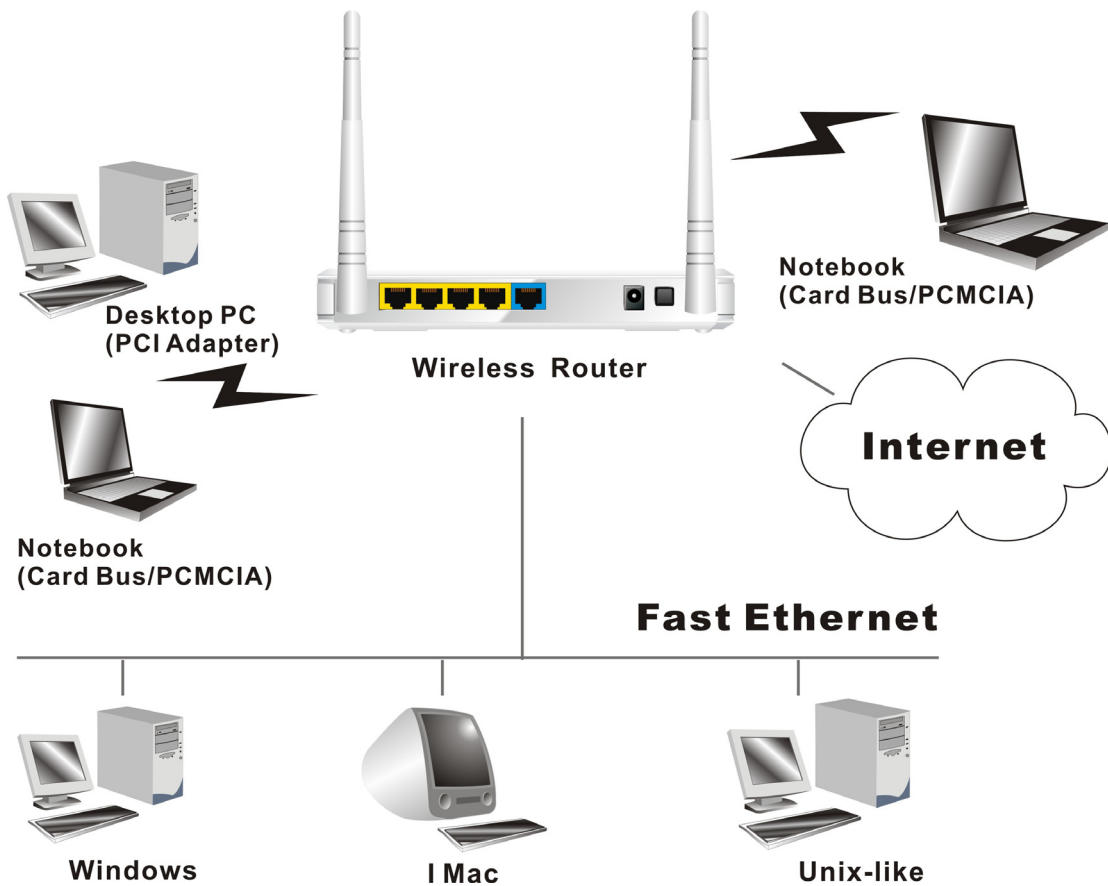 Desktop PC
(PCI Adapter)
Wireless Router
Notebook
(Card Bus/PCMCIA)
Internet
Notebook
(Card Bus/PCMCIA)
Fast Ethernet
Windows
I Mac
Unix-like